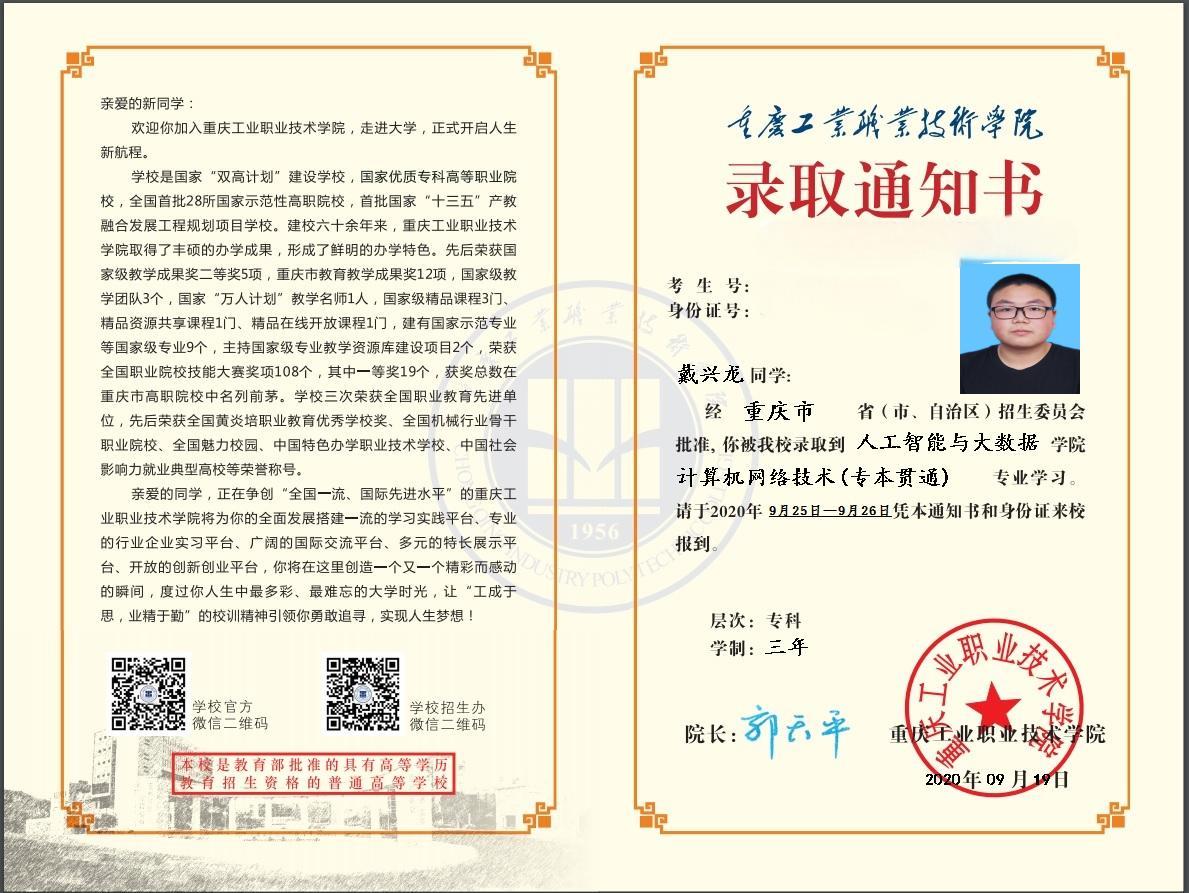 亲爱的新同学：
欢迎你加入重庆工业职业技术学院，走进大学，正式开启人生
新航程。
学校是国家“双高计划”建设学校，国家优质专科高等职业院
校，全国首批28所国家示范性高职院校，首批国家“十三五”产教
融合发展工程规划项目学校。建校六十余年来，重庆工业职业技术
学院取得了丰硕的办学成果，形成了鲜明的办学特色。先后荣获国
家级教学成果奖二等奖5项，重庆市教育教学成果奖12项，国家级教
学团队3个，国家“万人计划”教学名师1人，国家级精品课程3门、
精品资源共享课程1门、精品在线开放课程1门，建有国家示范专业
等国家级专业9个，主持国家级专业教学资源库建设项目2个，荣获
全国职业院校技能大赛奖项108个，其中一等奖19个，获奖总数在
重庆市高职院校中名列前茅。学校三次荣获全国职业教育先进单
位，先后荣获全国黄炎培职业教育优秀学校奖、全国机械行业骨干
职业院校、全国魅力校园、中国特色办学职业技术学校、中国社会
影响力就业典型高校等荣誉称号。
亲爱的同学，正在争创“全国一流、国际先进水平”的重庆工
业职业技术学院将为你的全面发展搭建一流的学习实践平台、专业
的行业企业实习平台、广阔的国际交流平台、多元的特长展示平
台、开放的创新创业平台，你将在这里创造一个又一个精彩而感动
的瞬间，度过你人生中最多彩、最难忘的大学时光，让“工成于
思，业精于勤”的校训精神引领你勇敢追寻，实现人生梦想！
学校官方
微信二维码
学校招生办
微信二维码
本校是教育部批准的具有高等学历
教育招生资格的普通高等学校
重慶工業職業技術學院
录取通知书
考 生 号：
身份证号：
戴兴龙 同学：
经 重庆市 省（市、自治区）招生委员会
批准，你被我校录取到 人工智能与大数据 学院
计算机网络技术(专本贯通) 专业学习。
请于2020年 9月25日—9月26日凭本通知书和身份证来校
报到。
层次：专科
学制：三年
院长：郭天平
重庆工业职业技术学院
2020年 09 月 19日
重庆工业职业技术学院
1956